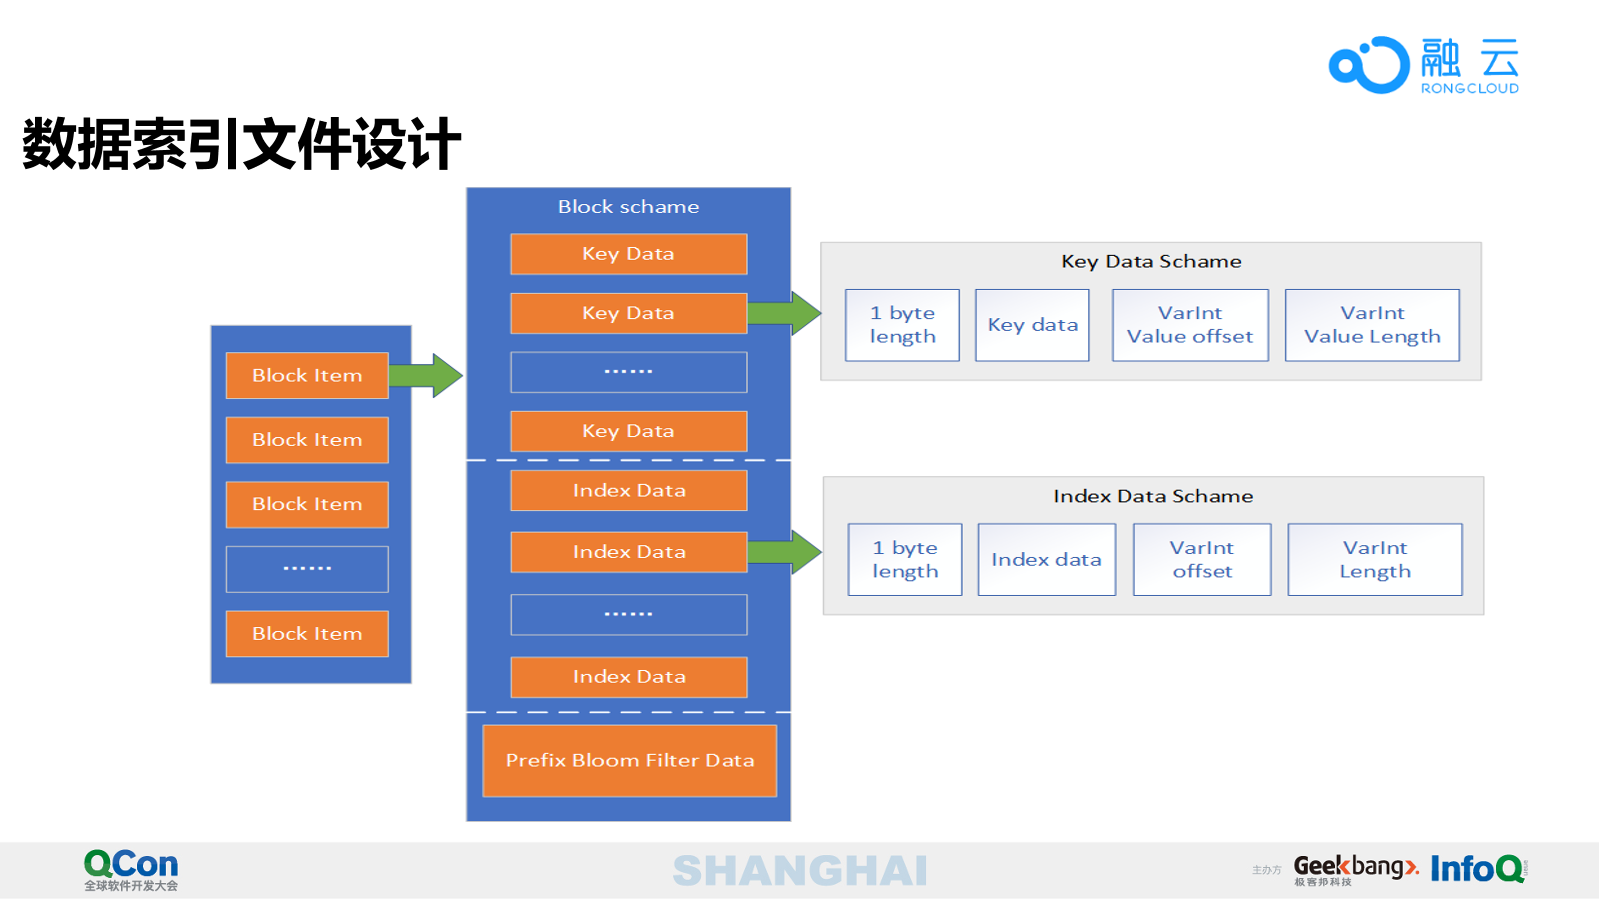 融云
RONGCLOUD
数据索引文件设计
Block Item
Block Item
Block Item
······
Block Item
Block schame
Key Data
Key Data
······
Key Data
Index Data
Index Data
······
Index Data
Prefix Bloom Filter Data
Key Data Schame
1 byte
length
Key data
VarInt
Value offset
VarInt
Value Length
Index Data Schame
1 byte
length
Index data
VarInt
offset
VarInt
Length
QCon
全球软件开发大会
SHANGHAI
主办方
Geekbang>.
极客邦科技
InfoQ